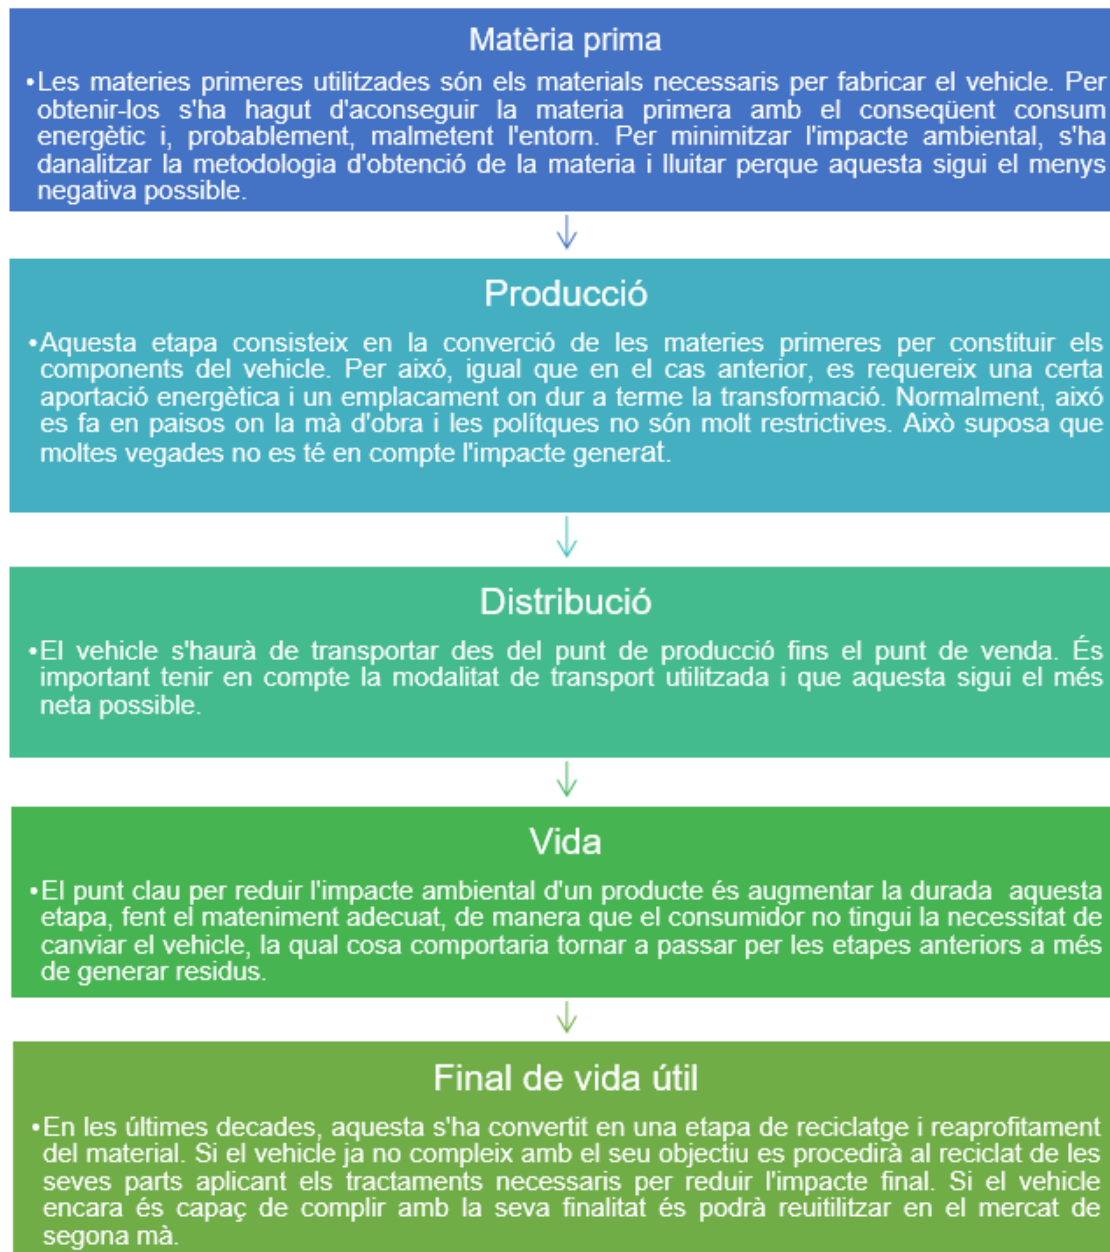 Matèria prima
•Les materies primeres utilitzades són els materials necessaris per fabricar el vehicle. Per
obtenir-los s'ha hagut d'aconseguir la materia primera amb el conseqüent consum
energètic i, probablement, malmetent l'entorn. Per minimitzar l'impacte ambiental, s'ha
danalitzar la metodologia d'obtenció de la materia i lluitar perque aquesta sigui el menys
negativa possible.
Producció
•Aquesta etapa consisteix en la converció de les materies primeres per constituir els
components del vehicle. Per aixó, igual que en el cas anterior, es requereix una certa
aportació energètica i un emplacament on dur a terme la transformació. Normalment, aixó
es fa en paisos on la mà d'obra i les polítques no són molt restrictives. Això suposa que
moltes vegades no es té en compte l'impacte generat.
Distribució
•El vehicle s'haurà de transportar des del punt de producció fins el punt de venda. És
important tenir en compte la modalitat de transport utilitzada i que aquesta sigui el més
neta possible.
Vida
•El punt clau per reduir l'impacte ambiental d'un producte és augmentar la durada aquesta
etapa, fent el mateniment adecuat, de manera que el consumidor no tingui la necessitat de
canviar el vehicle, la qual cosa comportaria tornar a passar per les etapes anteriors a més
de generar residus.
Final de vida útil
•En les últimes decades, aquesta s'ha convertit en una etapa de reciclatge i reaprofitament
del material. Si el vehicle ja no compleix amb el seu objectiu es procedirà al reciclat de les
seves parts aplicant els tractaments necessaris per reduir l'impacte final. Si el vehicle
encara és capaç de complir amb la seva finalitat és podrà reuitilitzar en el mercat de
segona mà.